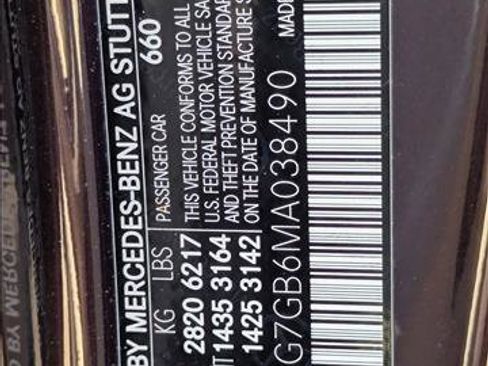 BY MERCEDES-BENZ AG STUTT
660
KG LBS PASSENGER CAR
2820 6217 THIS VEHICLE CONFORMS TO ALL
1435 3164 U.S. FEDERAL MOTOR VEHICLE SA
AND THEFT PREVENTION STANDAR
1425 3142 ON THE DATE OF MANUFACTURE S
G7GB6MA038490
MADE